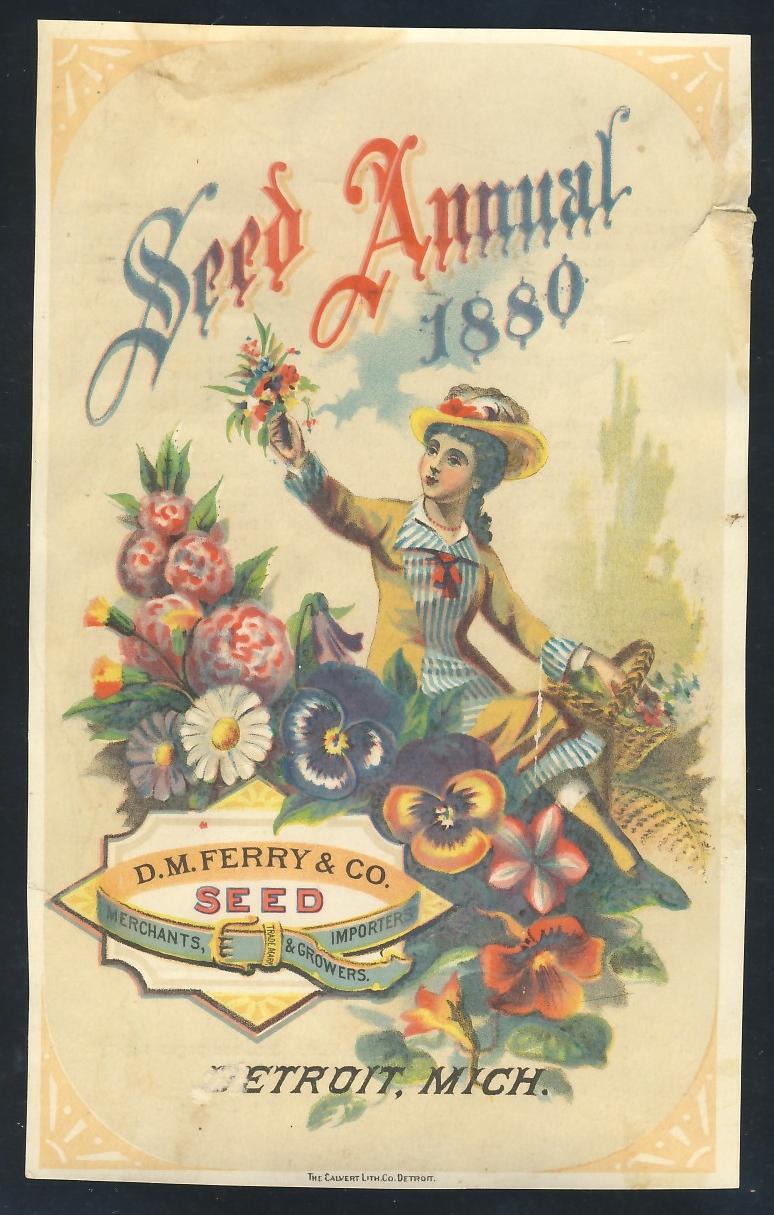 Seed Annual
1880
D.M. FERRY & CO.
SEED
MERCHANTS, IMPORTERS
TRADE MARK
& GROWERS.
DETROIT, MICH.
THE CALVERT LITH. CO. DETROIT.